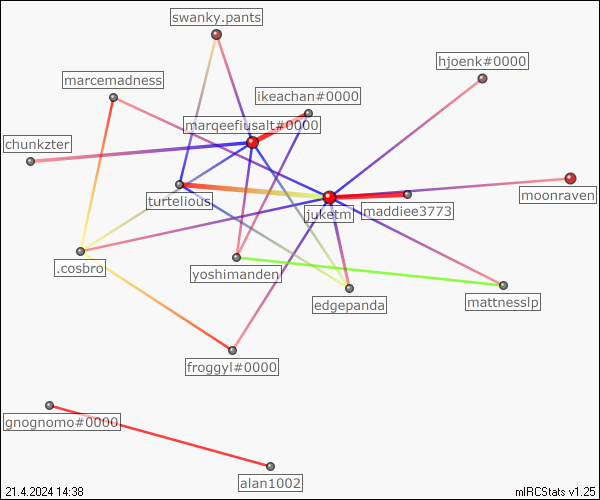 swanky.pants
hjoenk#0000
marcemadness
ikeachan#0000
marqeefiusalt#0000
chunkzter
turtelious
moonraven
maddiee3773
juketm
.cosbro
yoshimanden
edgepanda
mattnesslp
froggyl#0000
gnognomo#0000
alan1002
21.4.2024 14:38
mIRCStats v1.25